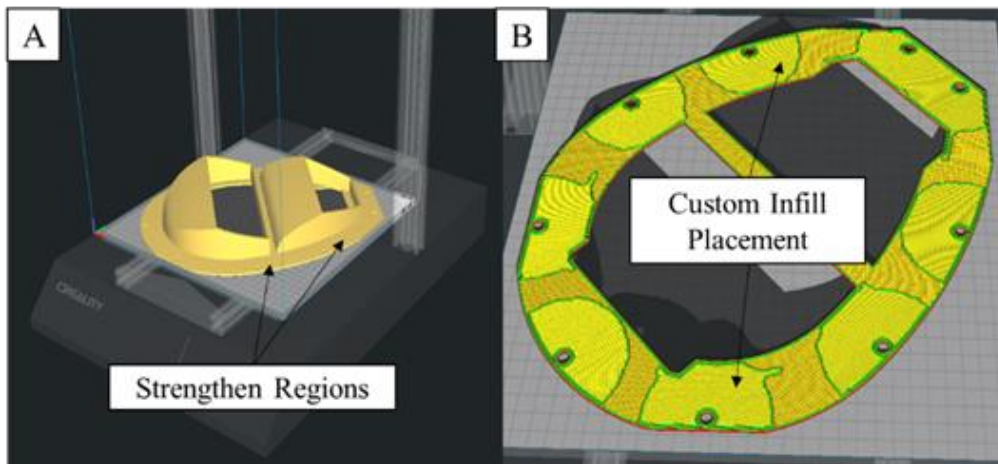 A
B
CREALITY
Custom Infill
Placement
Strengthen Regions